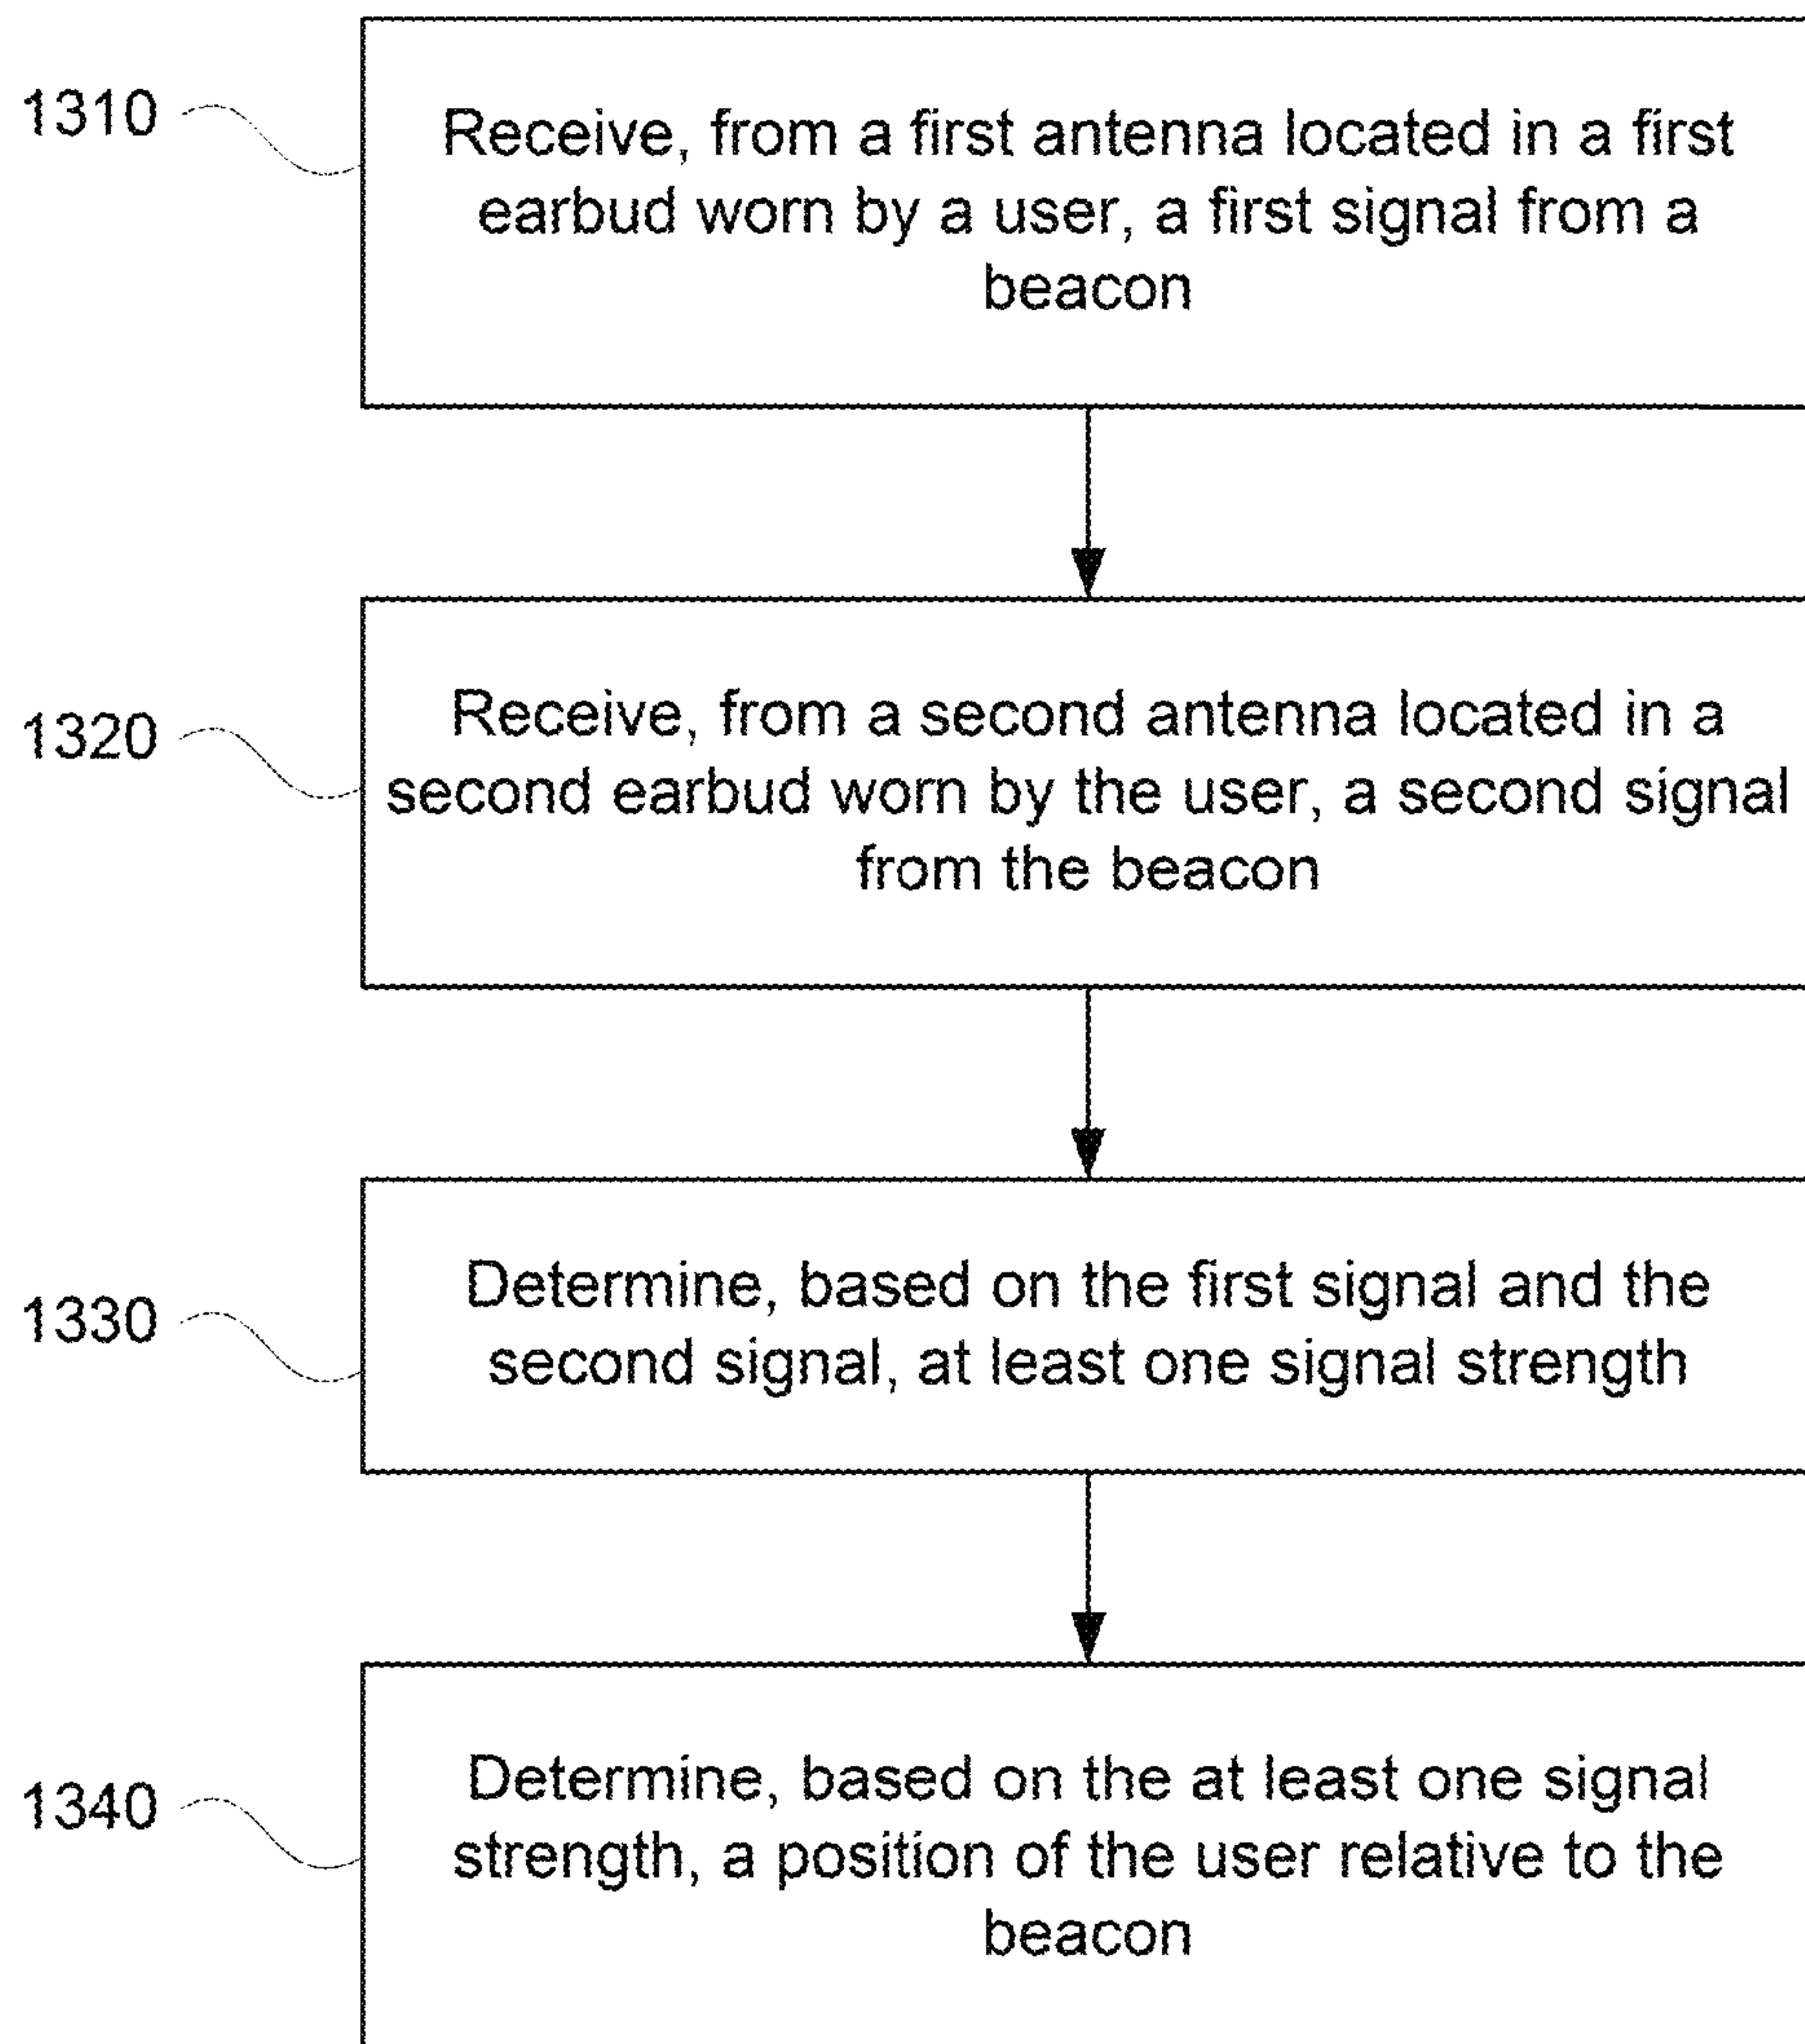 1310
Receive, from a first antenna located in a first
earbud worn by a user, a first signal from a
beacon
1320
Receive, from a second antenna located in a
second earbud worn by the user, a second signal
from the beacon
1330
Determine, based on the first signal and the
second signal, at least one signal strength
1340
Determine, based on the at least one signal
strength, a position of the user relative to the
beacon